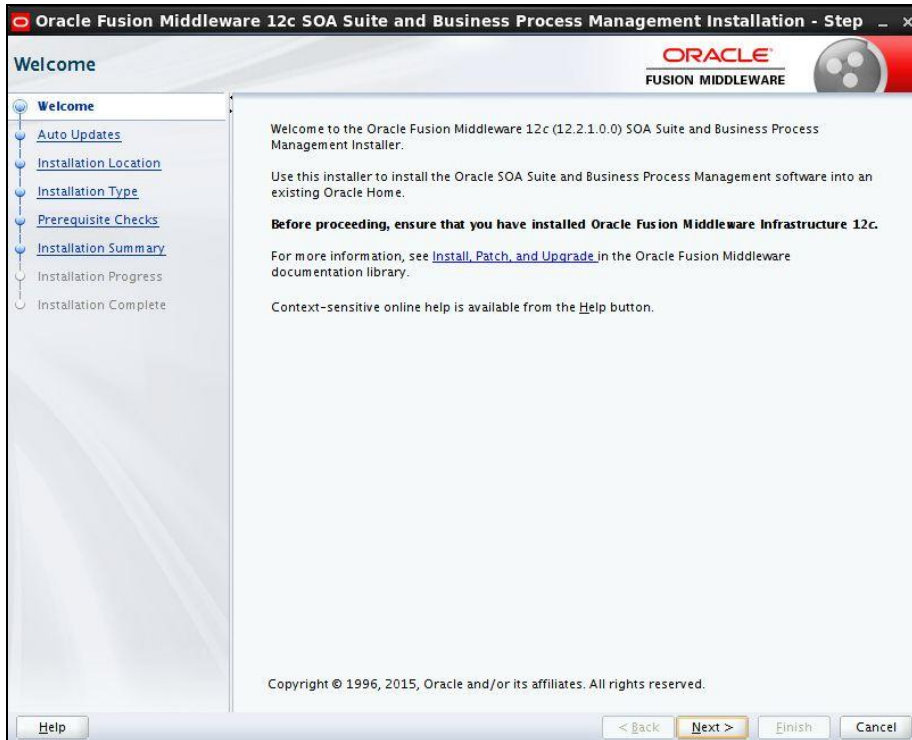 Oracle Fusion Middleware 12c SOA Suite and Business Process Management Installation - Step
Welcome
ORACLE
FUSION MIDDLEWARE
Welcome
Auto Updates
Installation Location
Installation Type
Prerequisite Checks
Installation Summary
Installation Progress
Installation Complete
Welcome to the Oracle Fusion Middleware 12c (12.2.1.0.0) SOA Suite and Business Process
Management Installer.
Use this installer to install the Oracle SOA Suite and Business Process Management software into an
existing Oracle Home.
Before proceeding, ensure that you have installed Oracle Fusion Middleware Infrastructure 12c.
For more information, see Install, Patch, and Upgrade in the Oracle Fusion Middleware
documentation library.
Context-sensitive online help is available from the Help button.
Copyright © 1996, 2015, Oracle and/or its affiliates. All rights reserved.
Help
< Back
Next >
Finish
Cancel